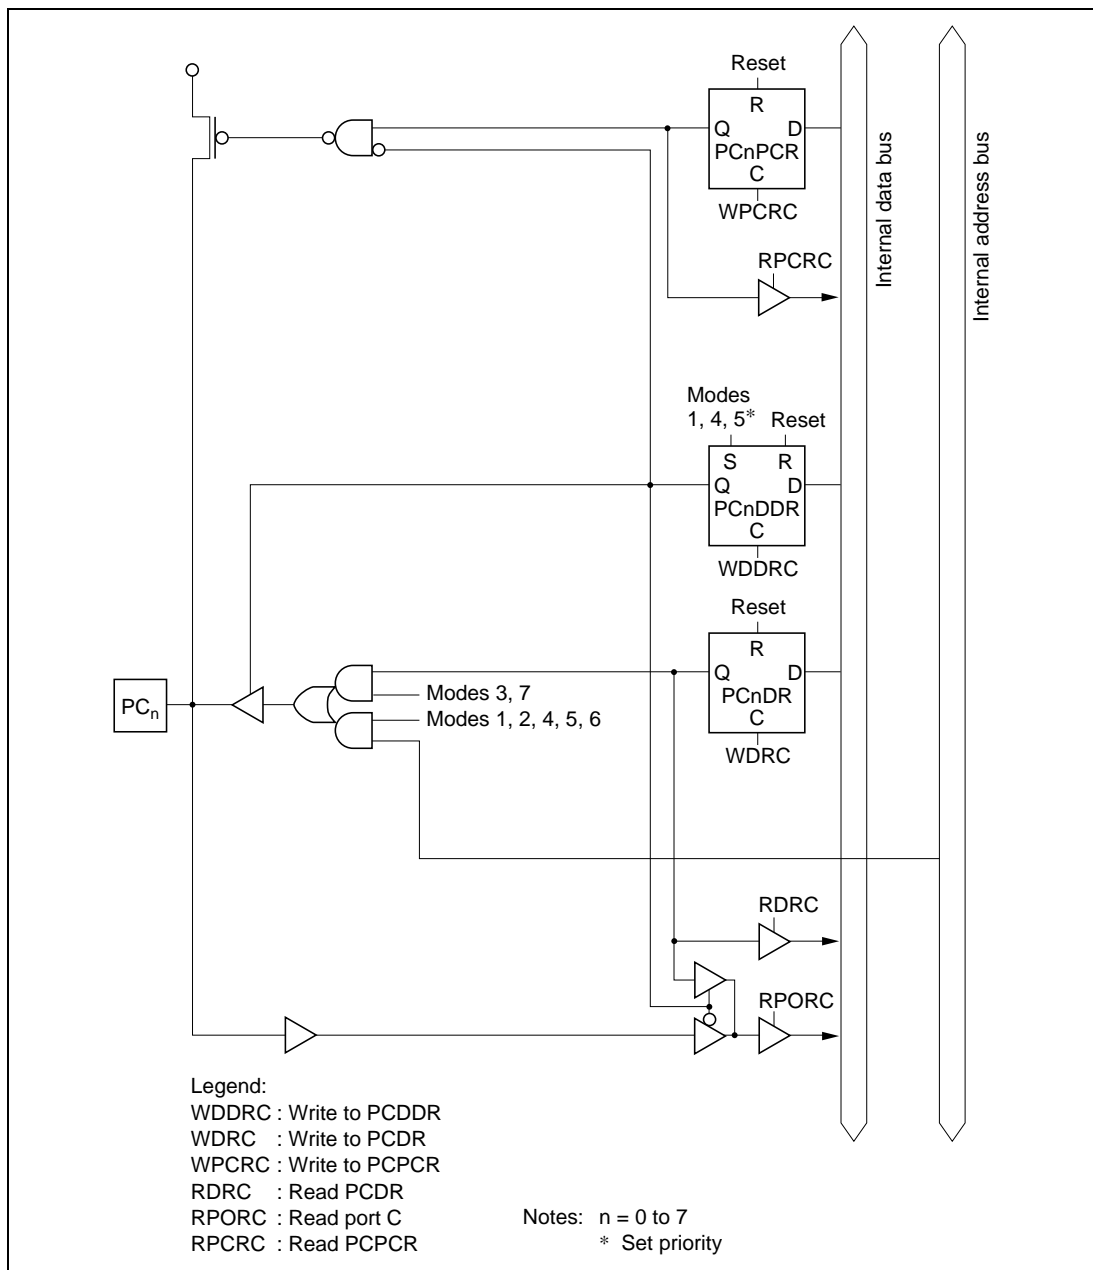 Reset
R
Q D
PCnPCR
C
WPCRC
RPCRC
Internal data bus
Internal address bus
Modes
1, 4, 5* Reset
S R
Q D
PCnDDR
C
WDDRC
Reset
R
Q D
PCnDR
C
WDRC
Modes 3, 7
Modes 1, 2, 4, 5, 6
PCn
RDRC
RPORC
Legend:
WDDRC : Write to PCDDR
WDRC : Write to PCDR
WPCRC : Write to PCPCR
RDRC : Read PCDR
RPORC : Read port C
RPCRC : Read PCPCR
Notes: n = 0 to 7
* Set priority